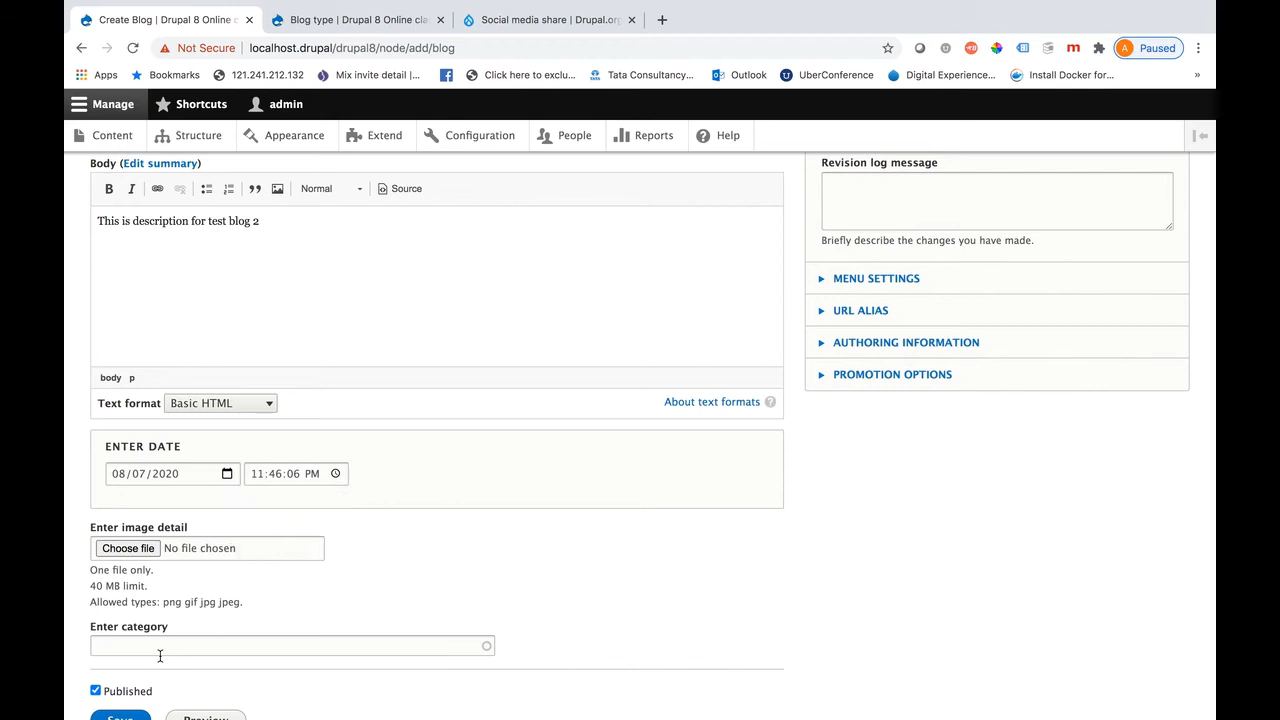 Create Blog | Drupal 8 Online c
Blog type | Drupal 8 Online cla
Social media share | Drupal.or
Not Secure
localhost.drupal/drupal8/node/add/blog
A Paused
Apps
Bookmarks
121.241.212.132
Mix invite detail |...
Click here to exclu...
Tata Consultancy...
Outlook
UberConference
Digital Experience...
Install Docker for...
»
Manage
Shortcuts
admin
Content
Structure
Appearance
Extend
Configuration
People
Reports
Help
Body (Edit summary)
Normal
Source
This is description for test blog 2
body p
Text format Basic HTML
About text formats ?
ENTER DATE
08/07/2020 11:46:06 PM
Enter image detail
Choose file No file chosen
One file only.
40 MB limit.
Allowed types: png gif jpg jpeg.
Enter category
Published
Save
Preview
Revision log message
Briefly describe the changes you have made.
MENU SETTINGS
URL ALIAS
AUTHORING INFORMATION
PROMOTION OPTIONS